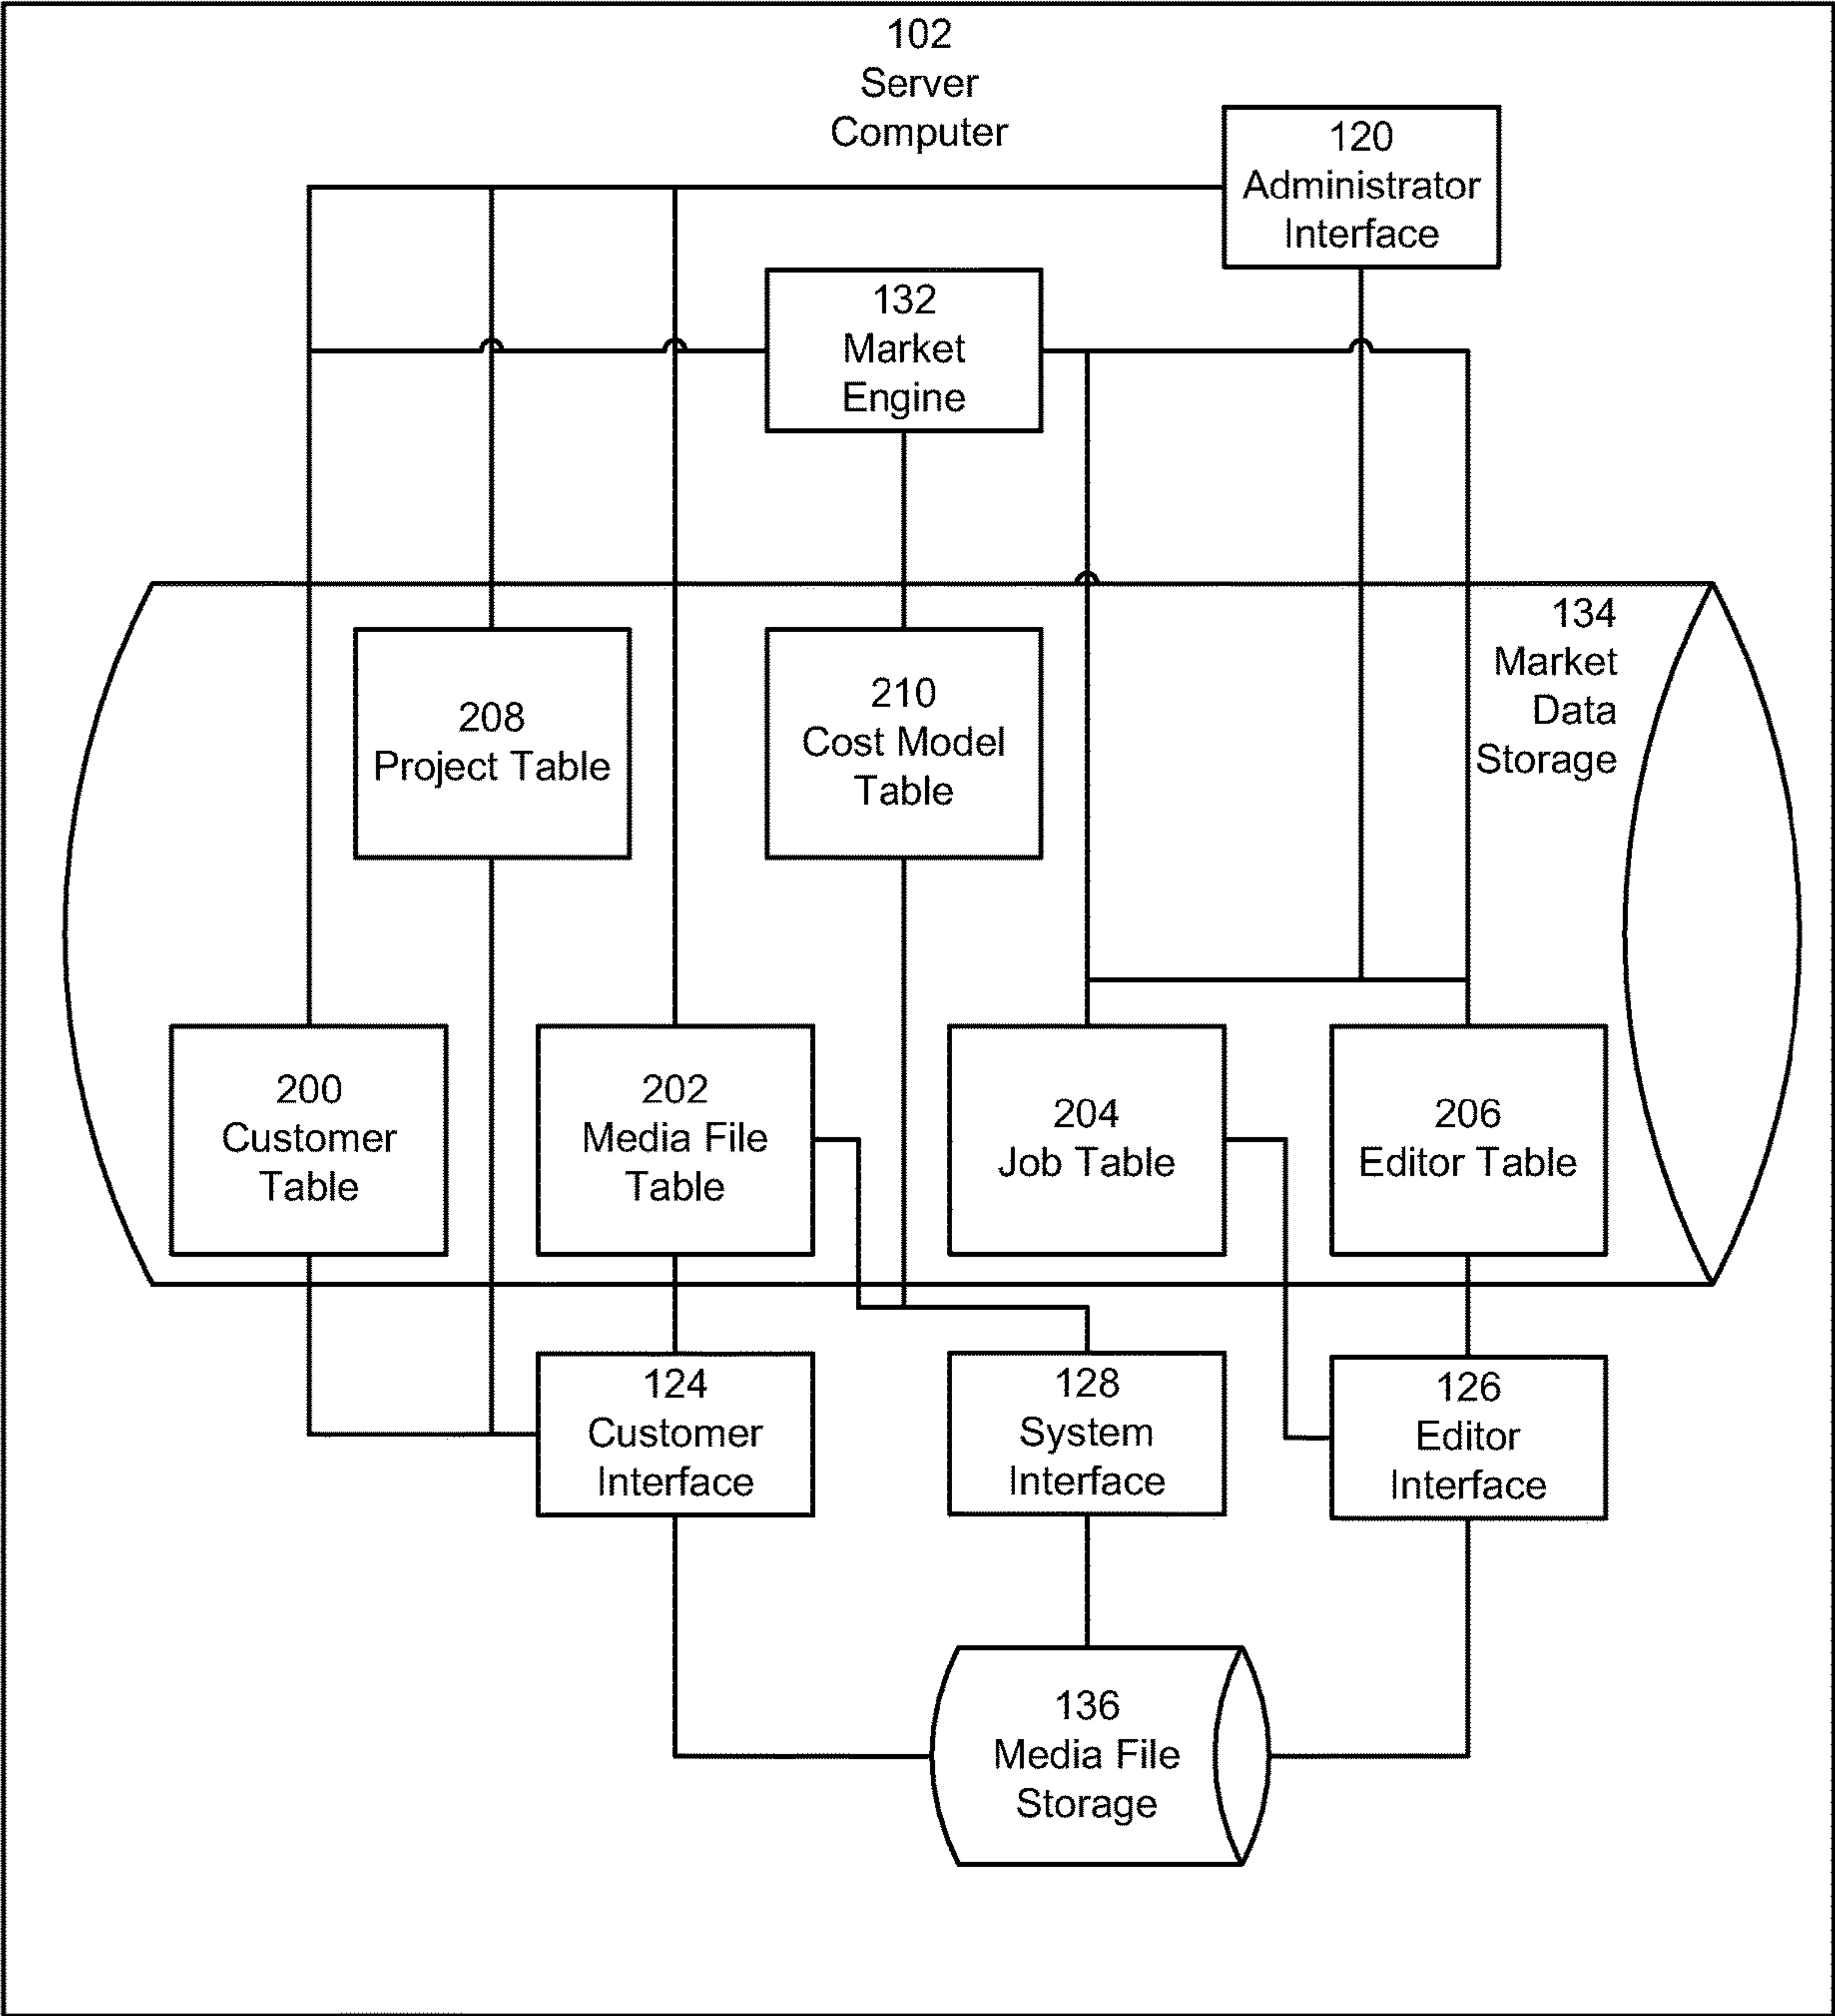 102
Server
Computer
120
Administrator
Interface
132
Market
Engine
134
Market
Data
Storage
208
Project Table
210
Cost Model
Table
200
Customer
Table
202
Media File
Table
204
Job Table
206
Editor Table
124
Customer
Interface
128
System
Interface
126
Editor
Interface
136
Media File
Storage